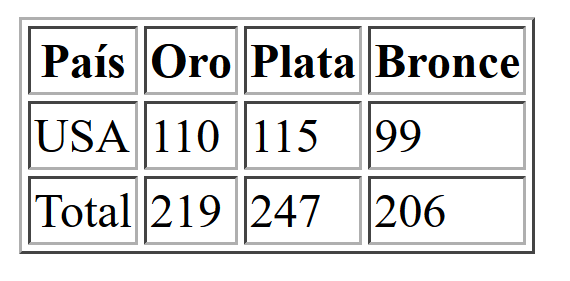 País Oro Plata Bronce
USA 110 115 99
Total 219 247 206